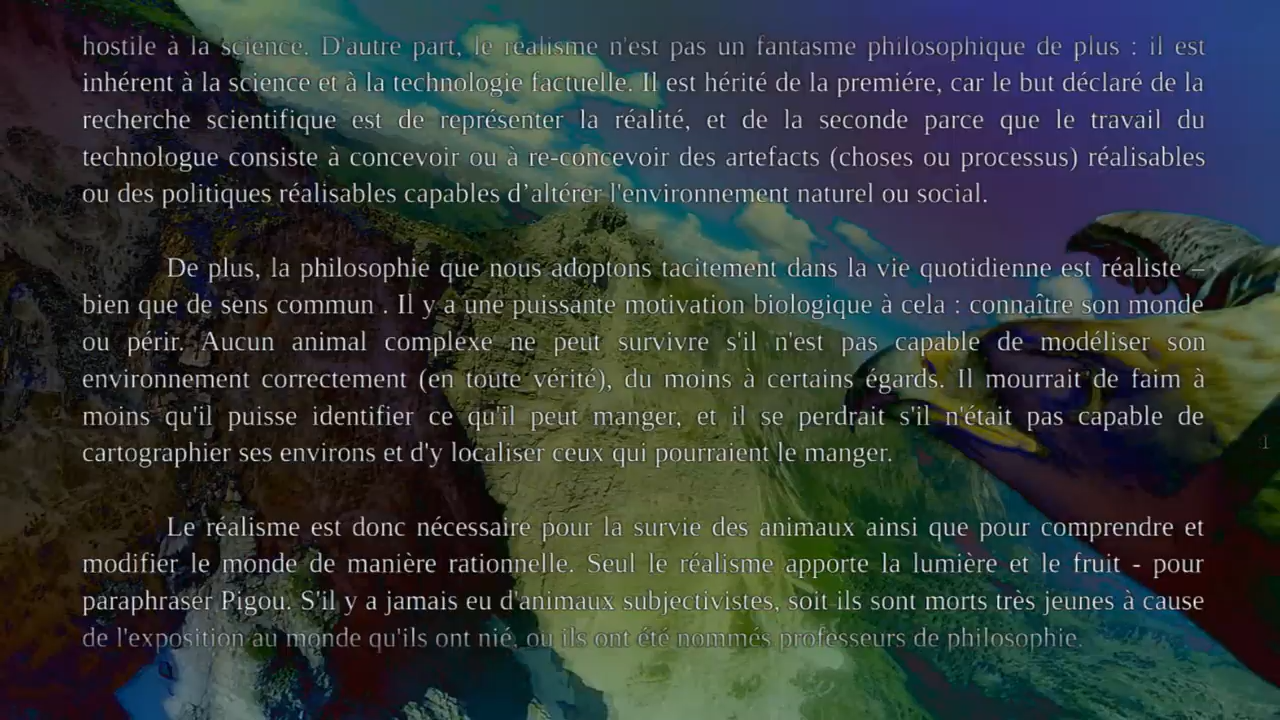 hostile à la science. D'autre part, le réalisme n'est pas un fantasme philosophique de plus : il est
inhérent à la science et à la technologie factuelle. Il est hérité de la premiére, car le but déclaré de la
recherche scientifique est de représenter la réalité, et de la seconde parce que le travail du
technologue consiste à concevoir ou à re-concevoir des artefacts (choses ou processus) réalisables
ou des politiques réalisables capables d’altérer l'environnement naturel ou social.
De plus, la philosophie que nous adoptons tacitement dans la vie quotidienne est réaliste –
bien que de sens commun . Il y a une puissante motivation biologique à cela : connaître son monde
ou périr. Aucun animal complexe ne peut survivre s'il n'est pas capable de modéliser son
environnement correctement (en toute vérité), du moins à certains égards. Il mourrait de faim à
moins qu'il puisse identifier ce qu'il peut manger, et il se perdrait s'il n'était pas capable de
cartographier ses environs et d'y localiser ceux qui pourraient le manger.
Le réalisme est donc nécessaire pour la survie des animaux ainsi que pour comprendre et
modifier le monde de manière rationnelle. Seul le réalisme apporte la lumière et le fruit - pour
paraphraser Pigou. S'il y a jamais eu d'animaux subjectivistes, soit ils sont morts très jeunes à cause
de l'exposition au monde qu'ils ont nié, ou ils ont été nommés professeurs de philosophie.